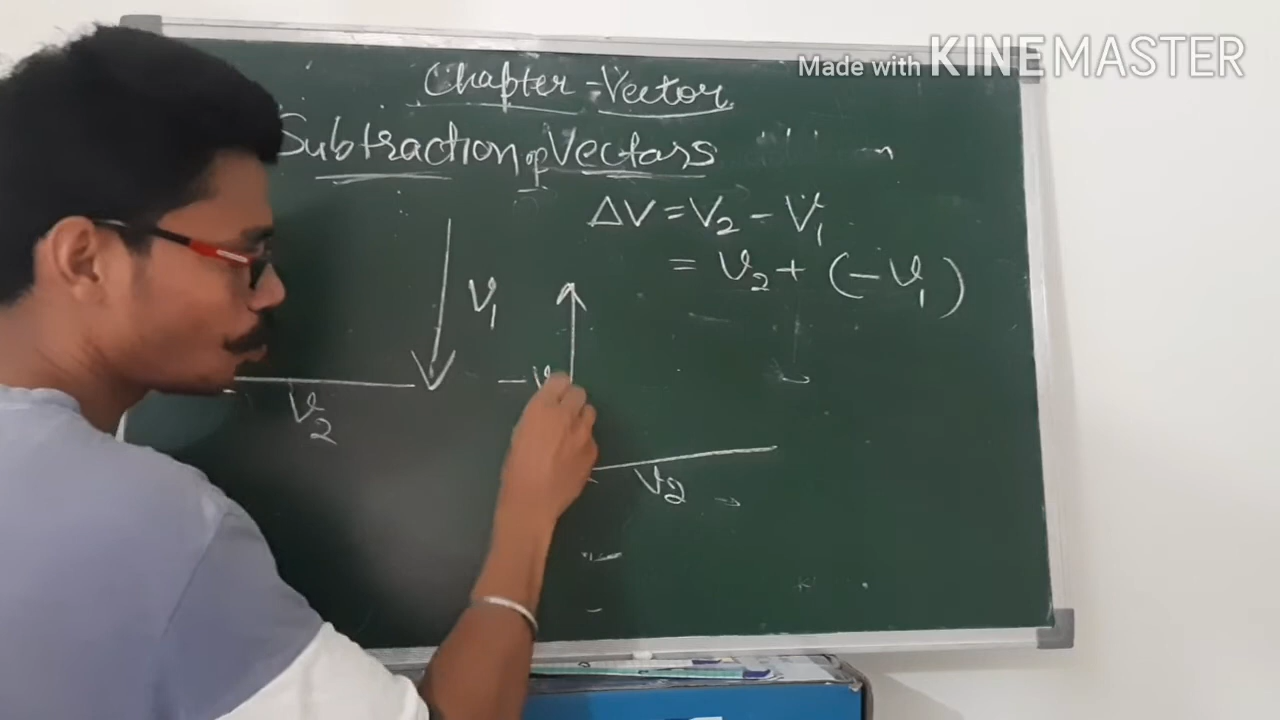 Made with KINEMASTER
Chapter - Vector
Subtraction of Vectors
ΔV = V₂ - V₁
= V₂ + (-V₁)
V₁
V₂
V₂